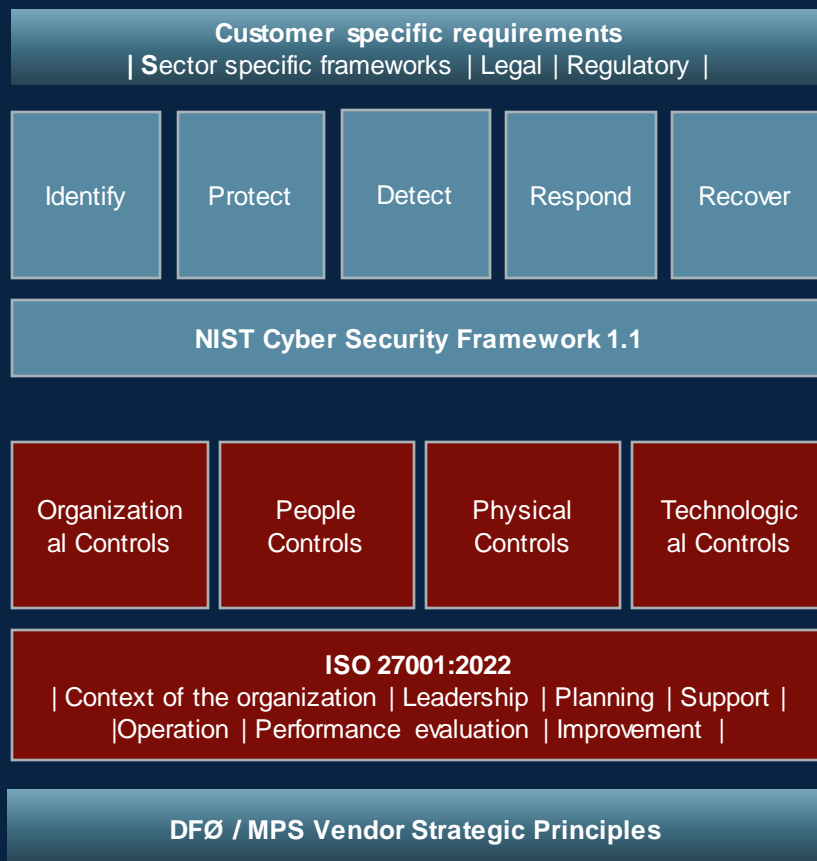 Customer specific requirements
| Sector specific frameworks | Legal | Regulatory |
Identify
Protect
Detect
Respond
Recover
NIST Cyber Security Framework 1.1
Organization
al Controls
People
Controls
Physical
Controls
Technologic
al Controls
ISO 27001:2022
| Context of the organization | Leadership | Planning | Support |
|Operation | Performance evaluation | Improvement |
DFØ / MPS Vendor Strategic Principles